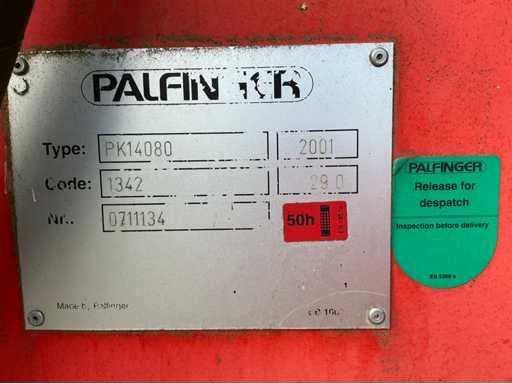 PALFINGER
Type: PK14080 2001
Code: 1342 29.0
Nr.: 0711134
50h
Made by Palfinger
PALFINGER
Release for
despatch
Inspection before delivery